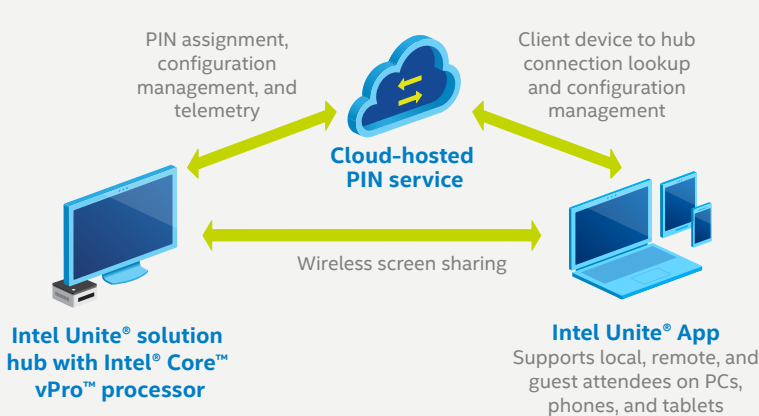 PIN assignment,
configuration
management, and
telemetry
Client device to hub
connection lookup
and configuration
management
Cloud-hosted
PIN service
Wireless screen sharing
Intel Unite® solution
hub with Intel® Core™
vPro™ processor
Intel Unite® App
Supports local, remote, and
guest attendees on PCs,
phones, and tablets